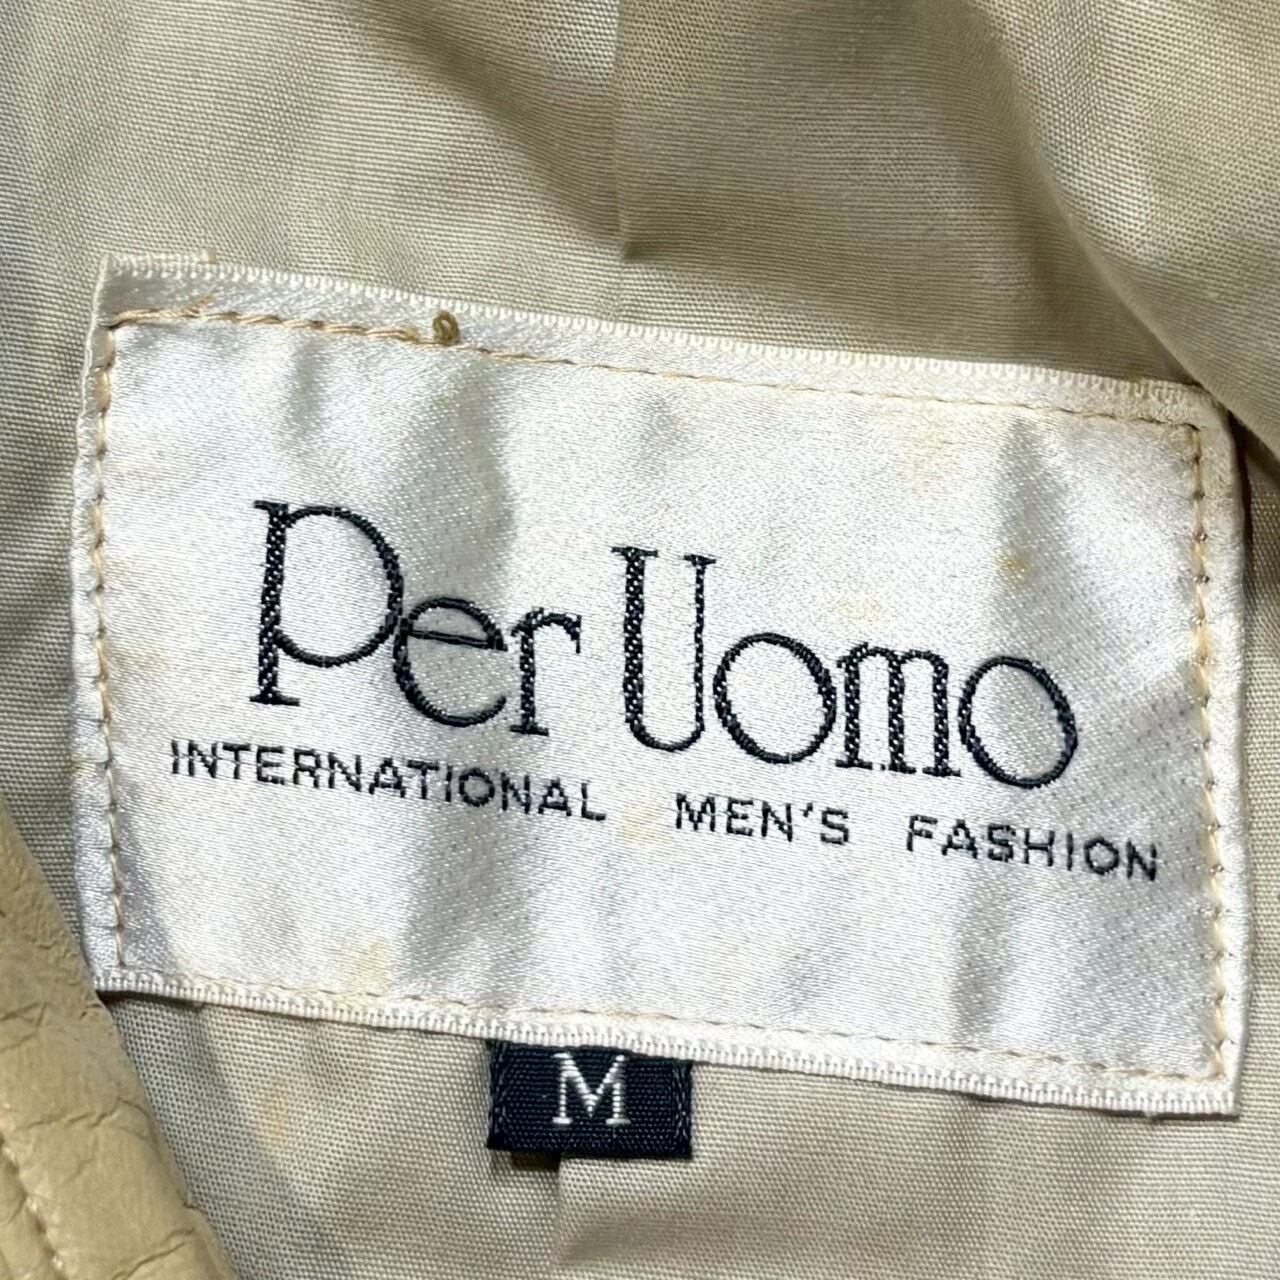 Per Uomo
INTERNATIONAL MEN'S FASHION
M